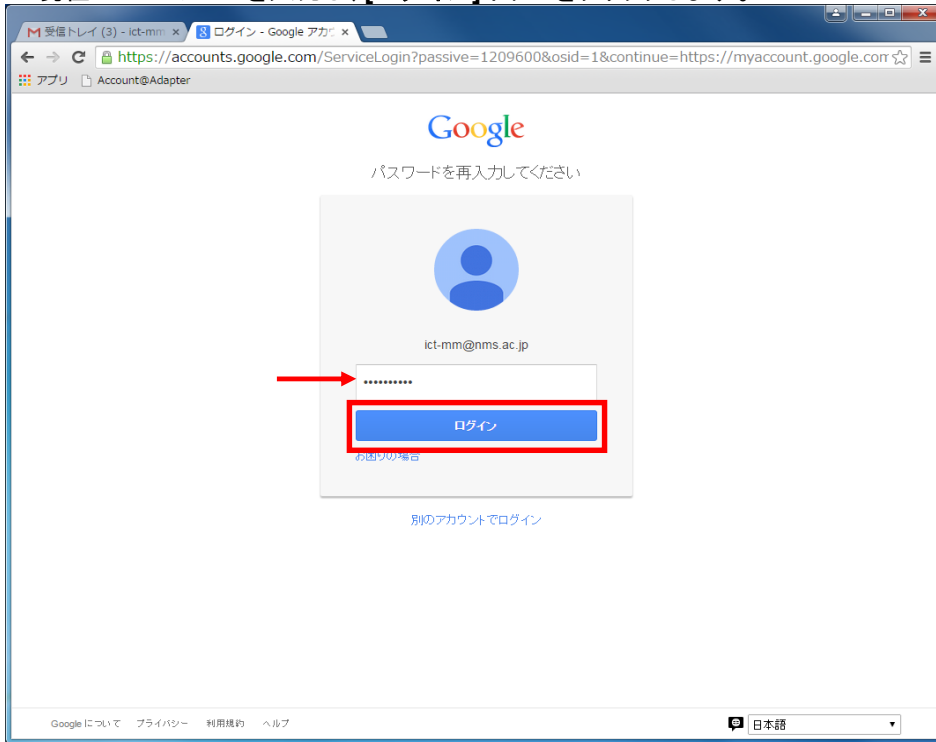 受信トレイ (3) - ict-mm
ログイン - Google アカウ
https://accounts.google.com/ServiceLogin?passive=1209600&osid=1&continue=https://myaccount.google.com
アプリ Account@Adapter
Google
パスワードを再入力してください
ict-mm@nms.ac.jp
••••••••••
ログイン
お困りの場合
別のアカウントでログイン
Google について プライバシー 利用規約 ヘルプ
日本語